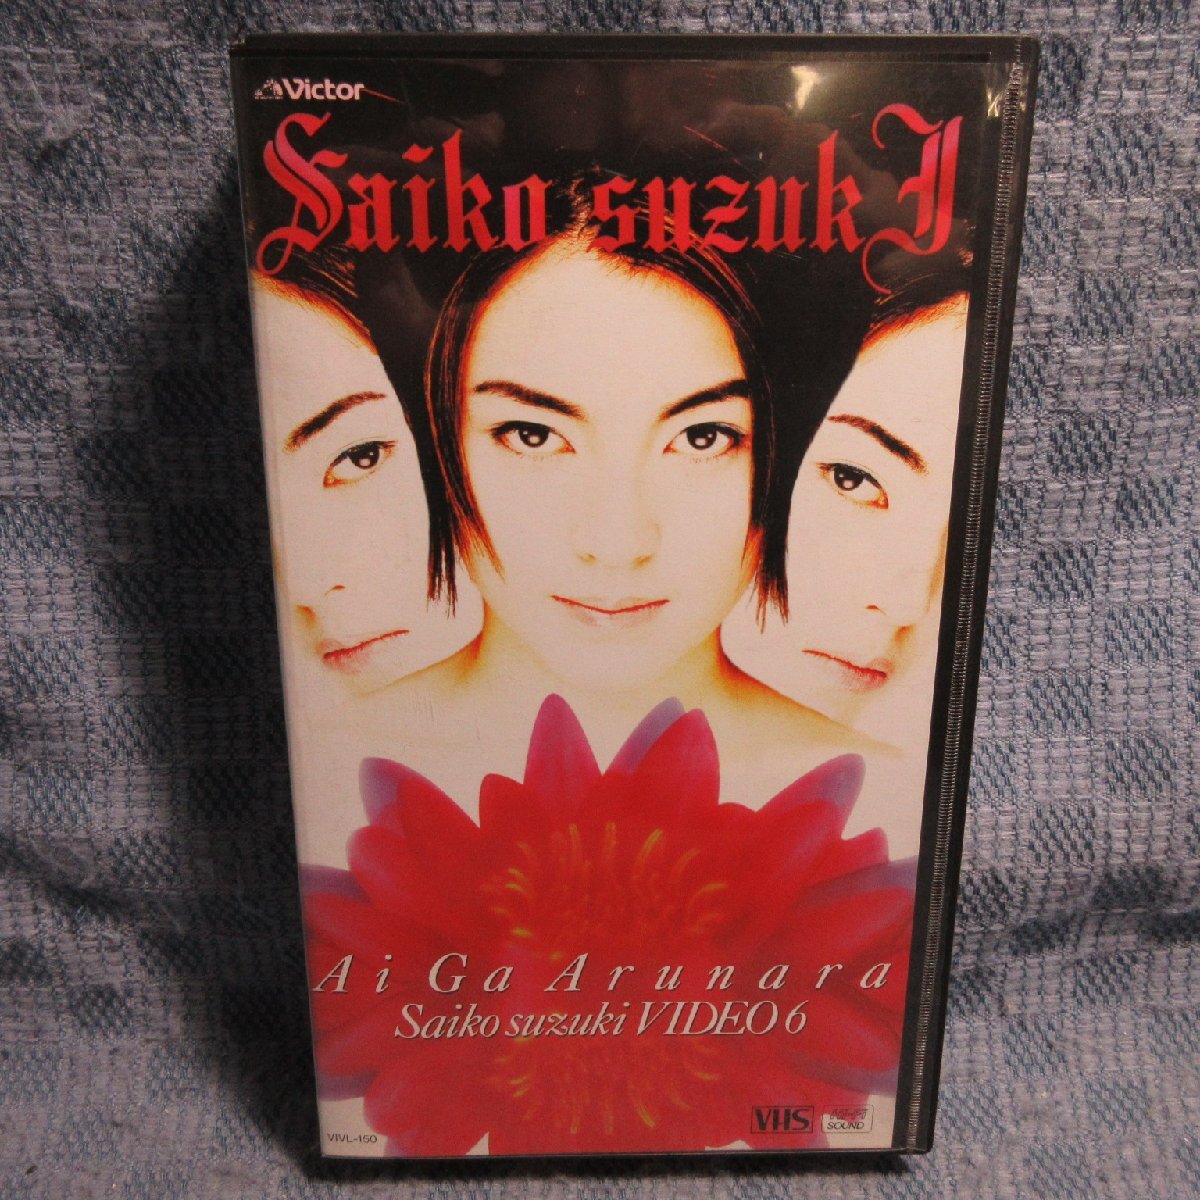 Victor
Saiko suzukI
Ai Ga Arunara
Saiko suzuki VIDEO 6
VHS
Hi-Fi
SOUND
VIVL-150